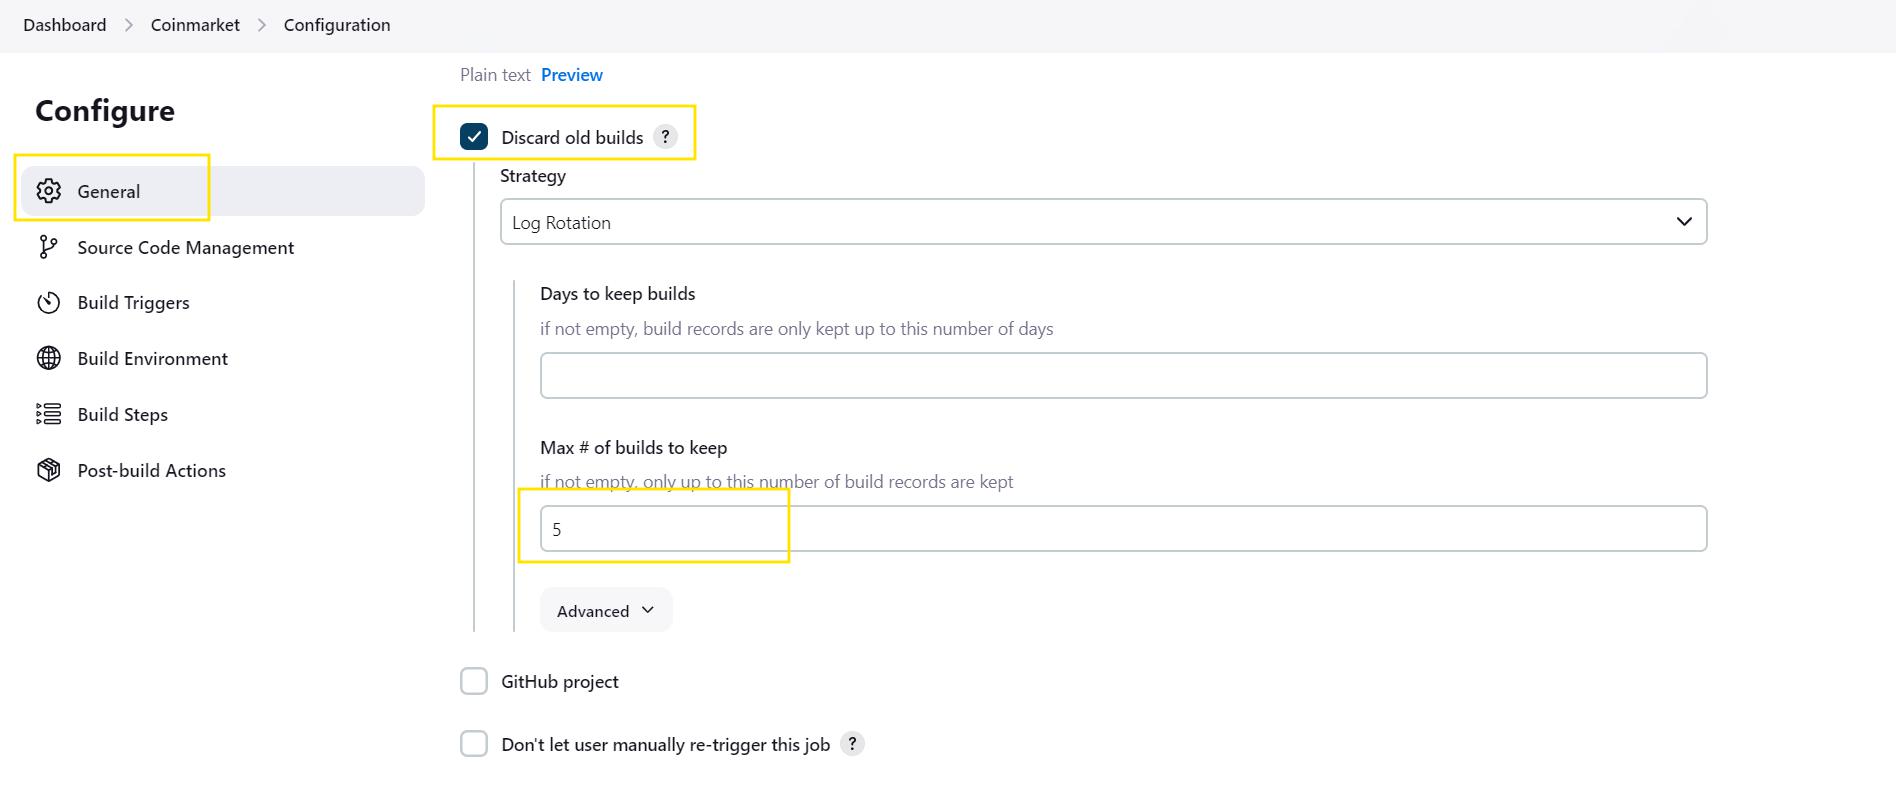 Dashboard > Coinmarket > Configuration
Plain text Preview
Configure
General
Source Code Management
Build Triggers
Build Environment
Build Steps
Post-build Actions
Discard old builds ?
Strategy
Log Rotation
Days to keep builds
if not empty, build records are only kept up to this number of days
Max # of builds to keep
if not empty, only up to this number of build records are kept
5
Advanced
GitHub project
Don't let user manually re-trigger this job ?